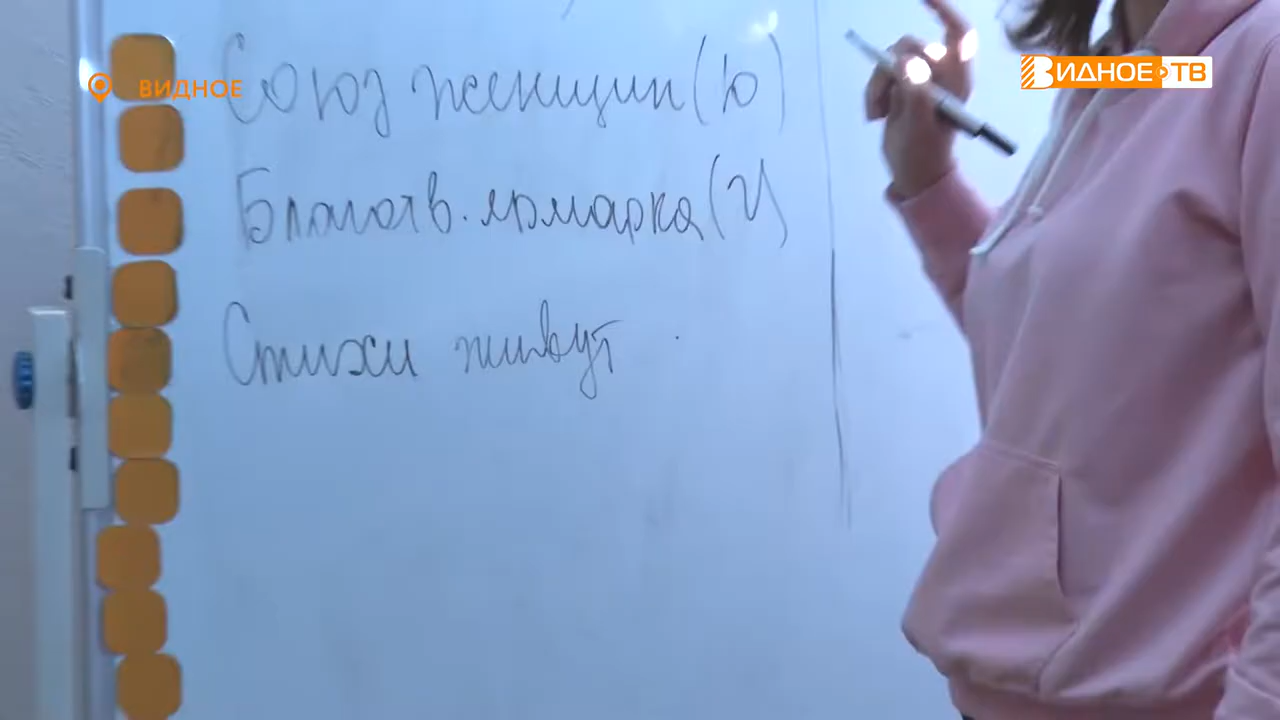 ВИДНОЕ
ВИДНОЕ ТВ
Союз женщин (Ю)
Благотв. ярмарка (Ч)
Стихи живут